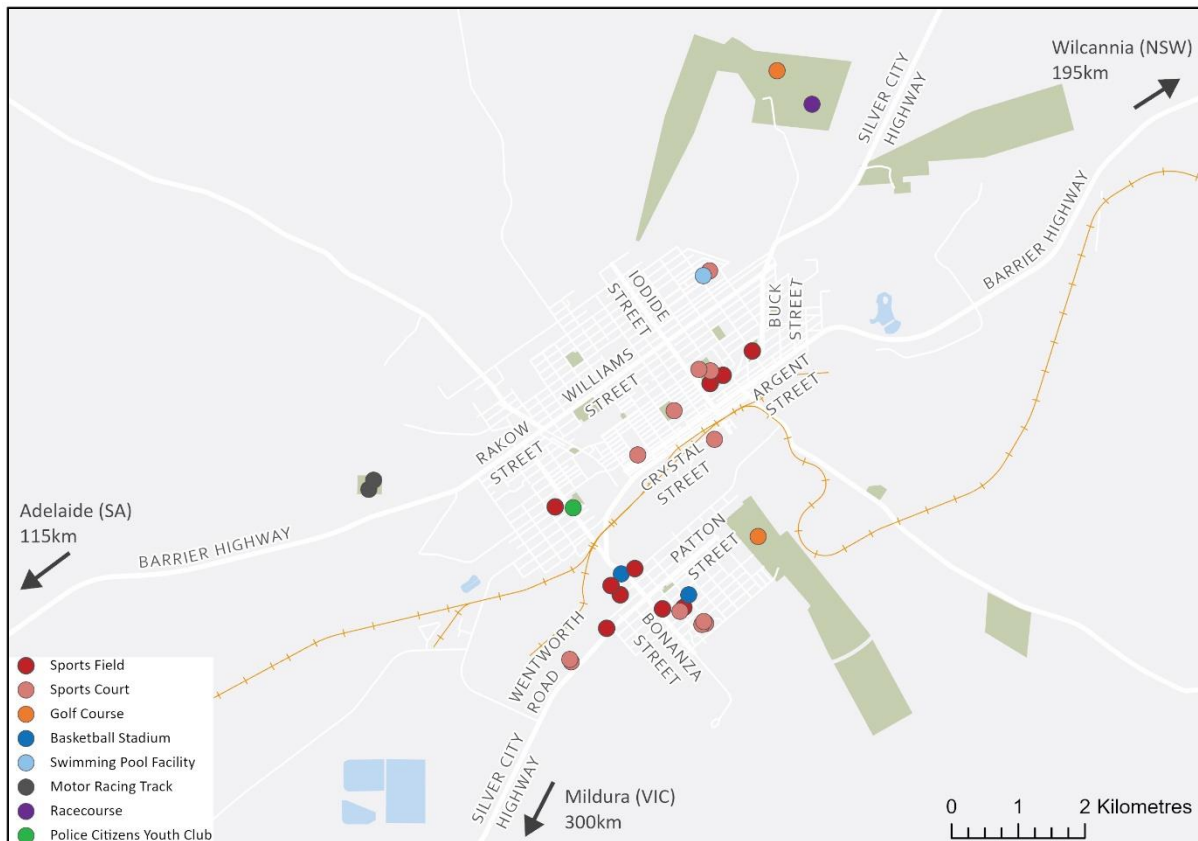 Wilcannia (NSW)
195km
SILVER CITY
HIGHWAY
BARRIER HIGHWAY
IODIDE
STREET
BUCK
STREET
WILLIAMS
STREET
ARGENT
STREET
RAKOW
STREET
CRYSTAL
STREET
Adelaide (SA)
115km
BARRIER HIGHWAY
PATTON
STREET
BONANZA
STREET
WENTWORTH
ROAD
SILVER CITY
HIGHWAY
Mildura (VIC)
300km
Sports Field
Sports Court
Golf Course
Basketball Stadium
Swimming Pool Facility
Motor Racing Track
Racecourse
Police Citizens Youth Club
0 1 2 Kilometres